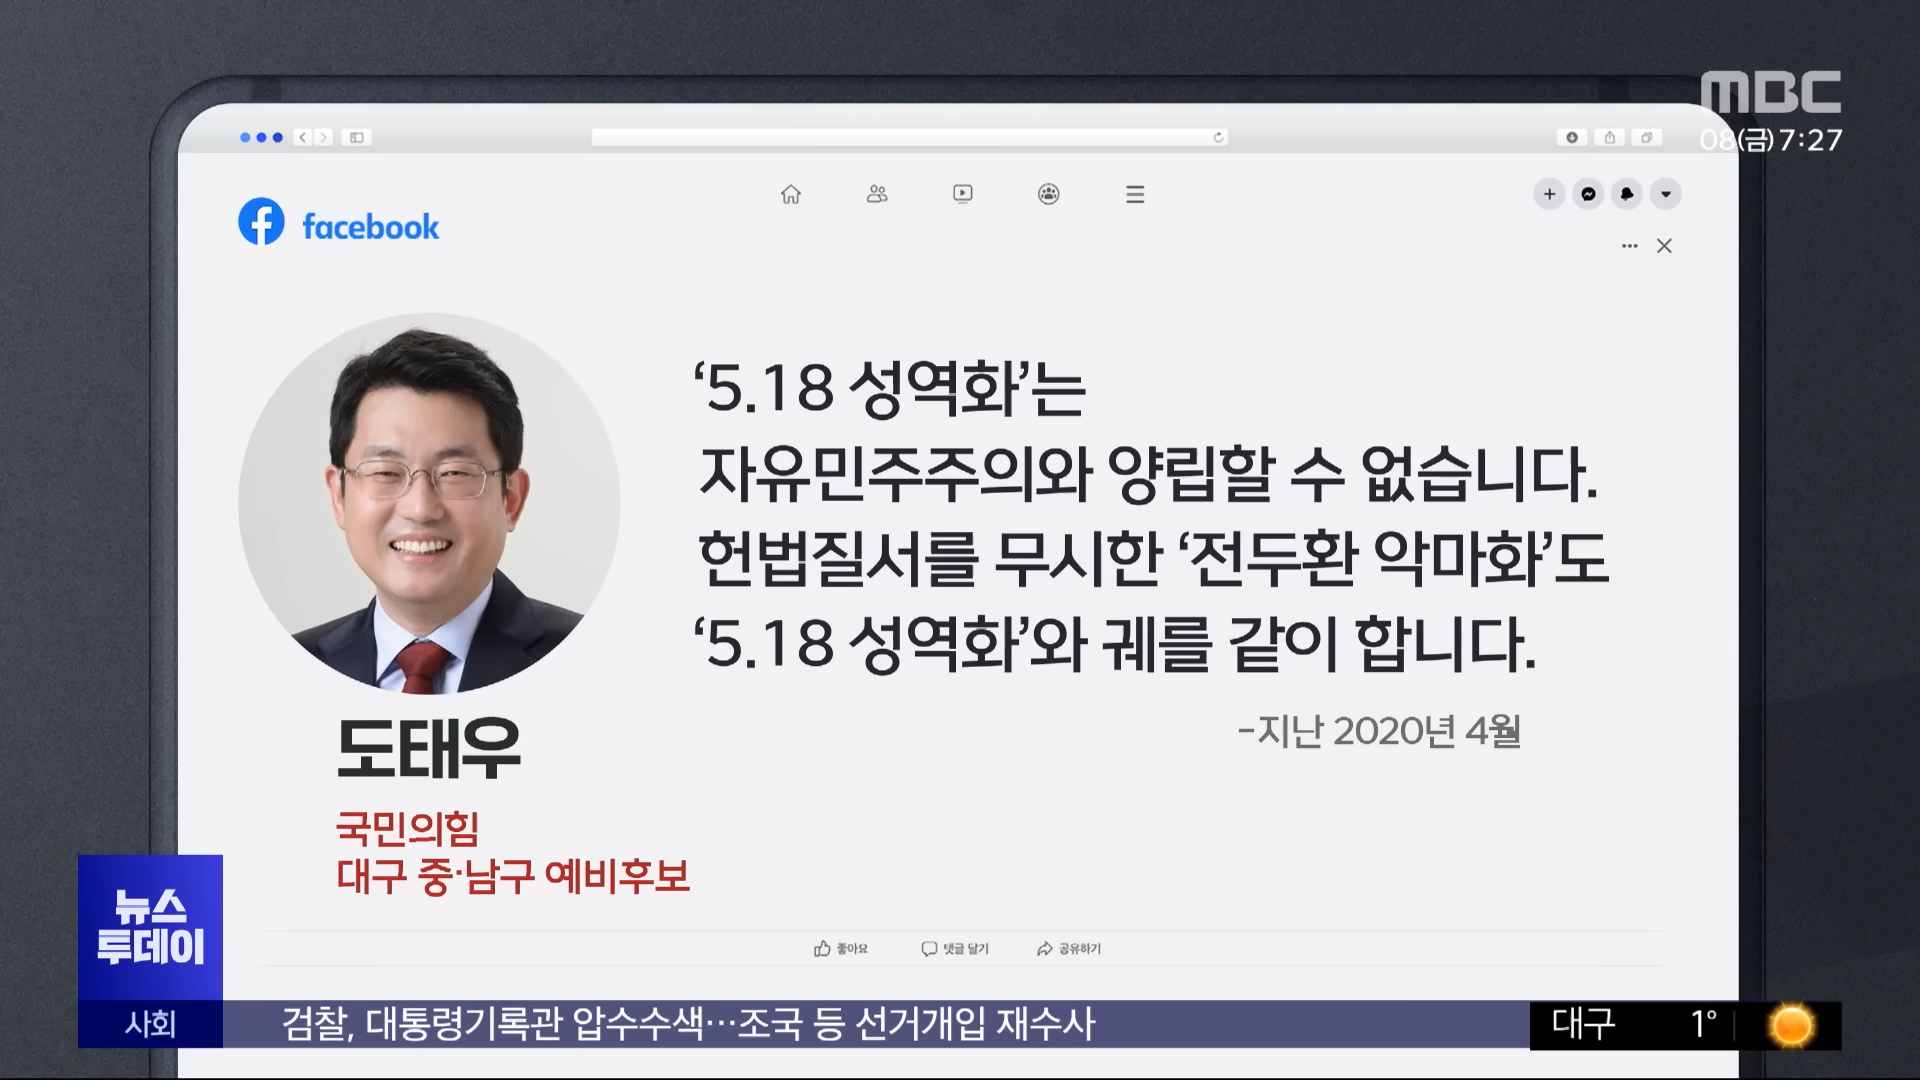 MBC
08(금) 7:27
facebook
‘5.18 성역화’는
자유민주주의와 양립할 수 없습니다.
헌법질서를 무시한 ‘전두환 악마화’도
‘5.18 성역화’와 궤를 같이 합니다.
-지난 2020년 4월
도태우
국민의힘
대구 중·남구 예비후보
좋아요 댓글 달기 공유하기
뉴스
투데이
사회 검찰, 대통령기록관 압수수색…조국 등 선거개입 재수사 대구 1°